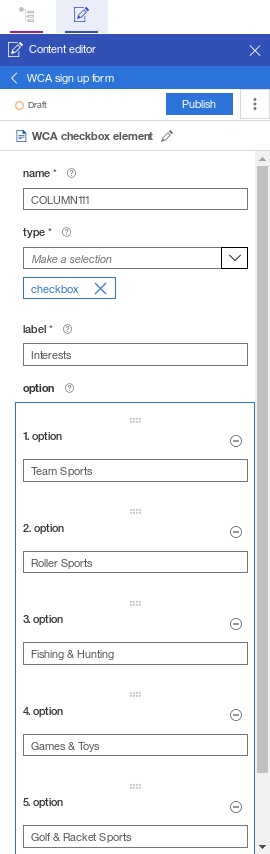 Content editor
WCA sign up form
Draft
Publish
WCA checkbox element
name *
COLUMN111
type *
Make a selection
checkbox
label *
Interests
option
1. option
Team Sports
2. option
Roller Sports
3. option
Fishing & Hunting
4. option
Games & Toys
5. option
Golf & Racket Sports